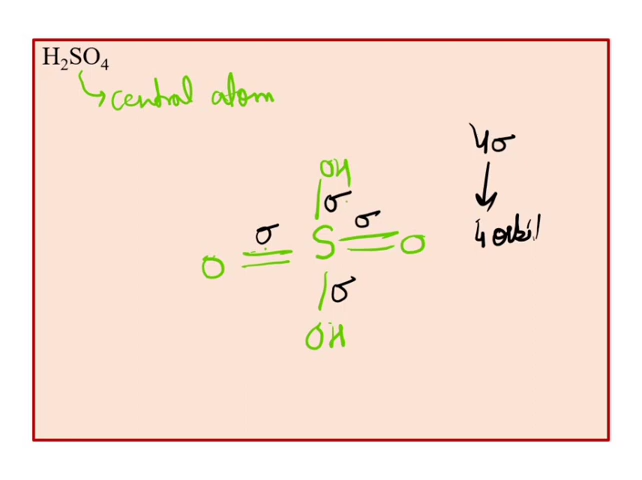 H₂SO₄
central atom
4σ
OH
σ
σ
σ
S
O
O
4 orbil
σ
OH